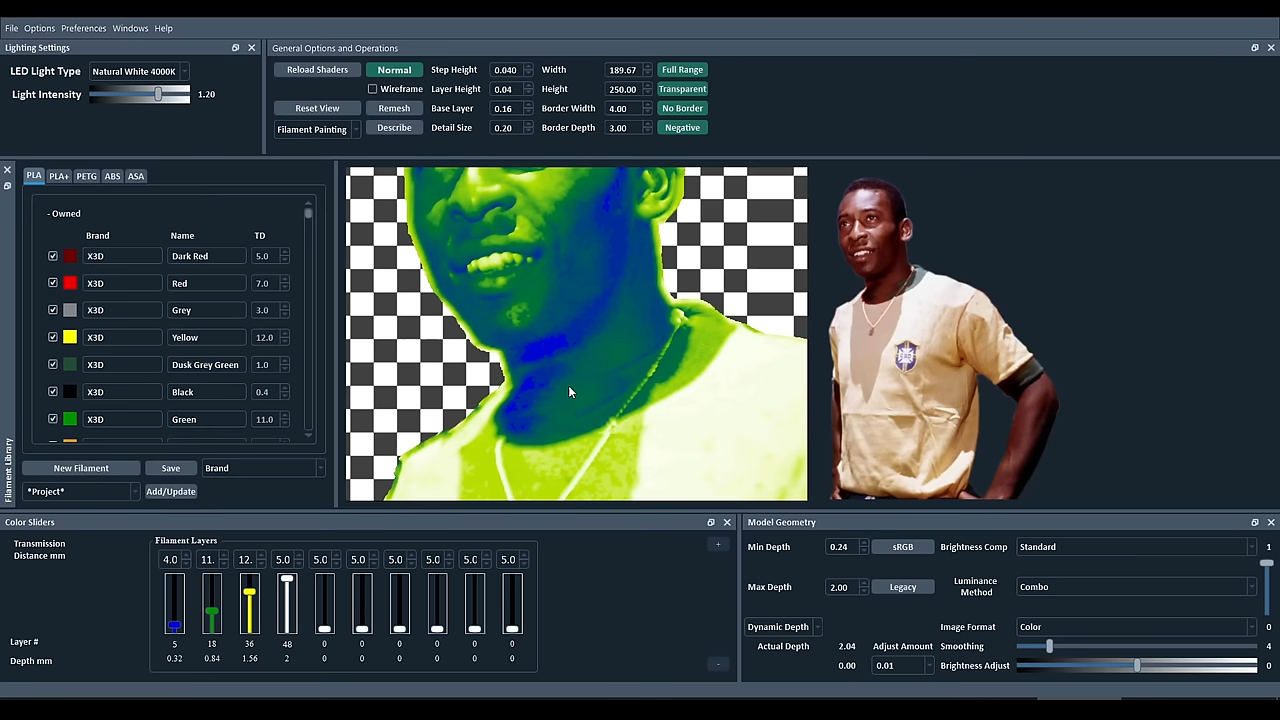 File Options Preferences Windows Help
Lighting Settings
General Options and Operations
LED Light Type Natural White 4000K
Light Intensity 1.20
Reload Shaders Normal Step Height 0.040 Width 189.67 Full Range
Wireframe Layer Height 0.04 Height 250.00 Transparent
Reset View Remesh Base Layer 0.16 Border Width 4.00 No Border
Filament Painting Describe Detail Size 0.20 Border Depth 3.00 Negative
Filament Library
PLA PLA+ PETG ABS ASA
- Owned
Brand Name TD
X3D Dark Red 5.0
X3D Red 7.0
X3D Grey 3.0
X3D Yellow 12.0
X3D Dusk Grey Green 1.0
X3D Black 0.4
X3D Green 11.0
New Filament Save Brand
*Project* Add/Update
Color Sliders
Transmission
Distance mm
Filament Layers
4.0 11. 12. 5.0 5.0 5.0 5.0 5.0 5.0 5.0
+
Layer # 5 18 36 48 0 0 0 0 0 0
Depth mm 0.32 0.84 1.56 2 0 0 0 0 0 0
-
Model Geometry
Min Depth 0.24 sRGB Brightness Comp Standard 1
Max Depth 2.00 Legacy Luminance
Method Combo
Dynamic Depth Image Format Color 0
Actual Depth 2.04 Adjust Amount Smoothing 4
0.00 0.01 Brightness Adjust 0